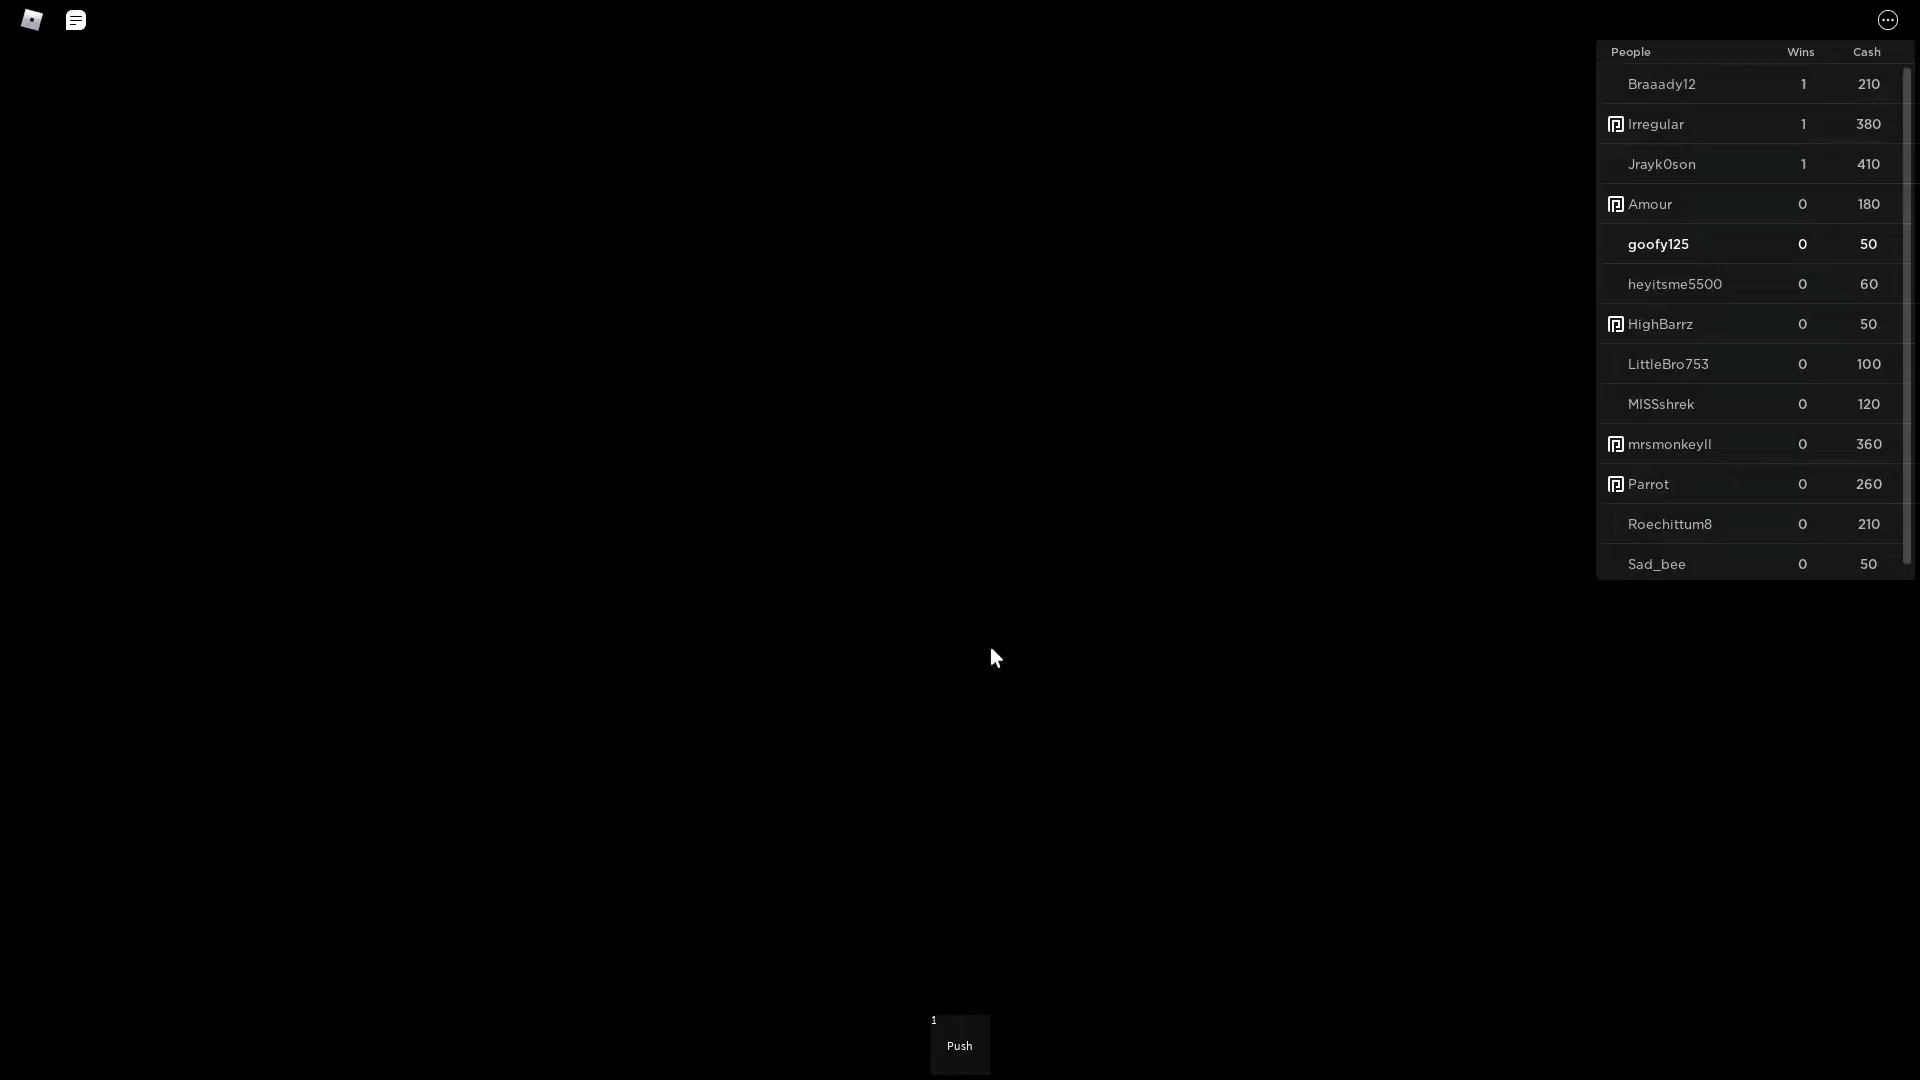 People Wins Cash
Braaady12 1 210
Irregular 1 380
Jrayk0son 1 410
Amour 0 180
goofy125 0 50
heyitsme5500 0 60
HighBarrz 0 50
LittleBro753 0 100
MISSshrek 0 120
mrsmonkeyll 0 360
Parrot 0 260
Roechittum8 0 210
Sad_bee 0 50
1
Push